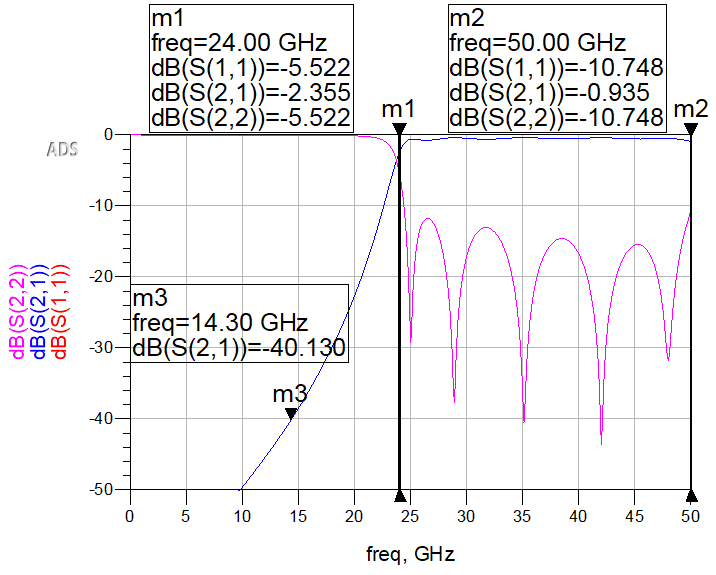 m1
freq=24.00 GHz
dB(S(1,1))=-5.522
dB(S(2,1))=-2.355
dB(S(2,2))=-5.522
m2
freq=50.00 GHz
dB(S(1,1))=-10.748
dB(S(2,1))=-0.935
dB(S(2,2))=-10.748
m1
m2
ADS
0
-10
-20
-30
-40
-50
m3
freq=14.30 GHz
dB(S(2,1))=-40.130
m3
dB(S(2,2))
dB(S(2,1))
dB(S(1,1))
0 5 10 15 20 25 30 35 40 45 50
freq, GHz